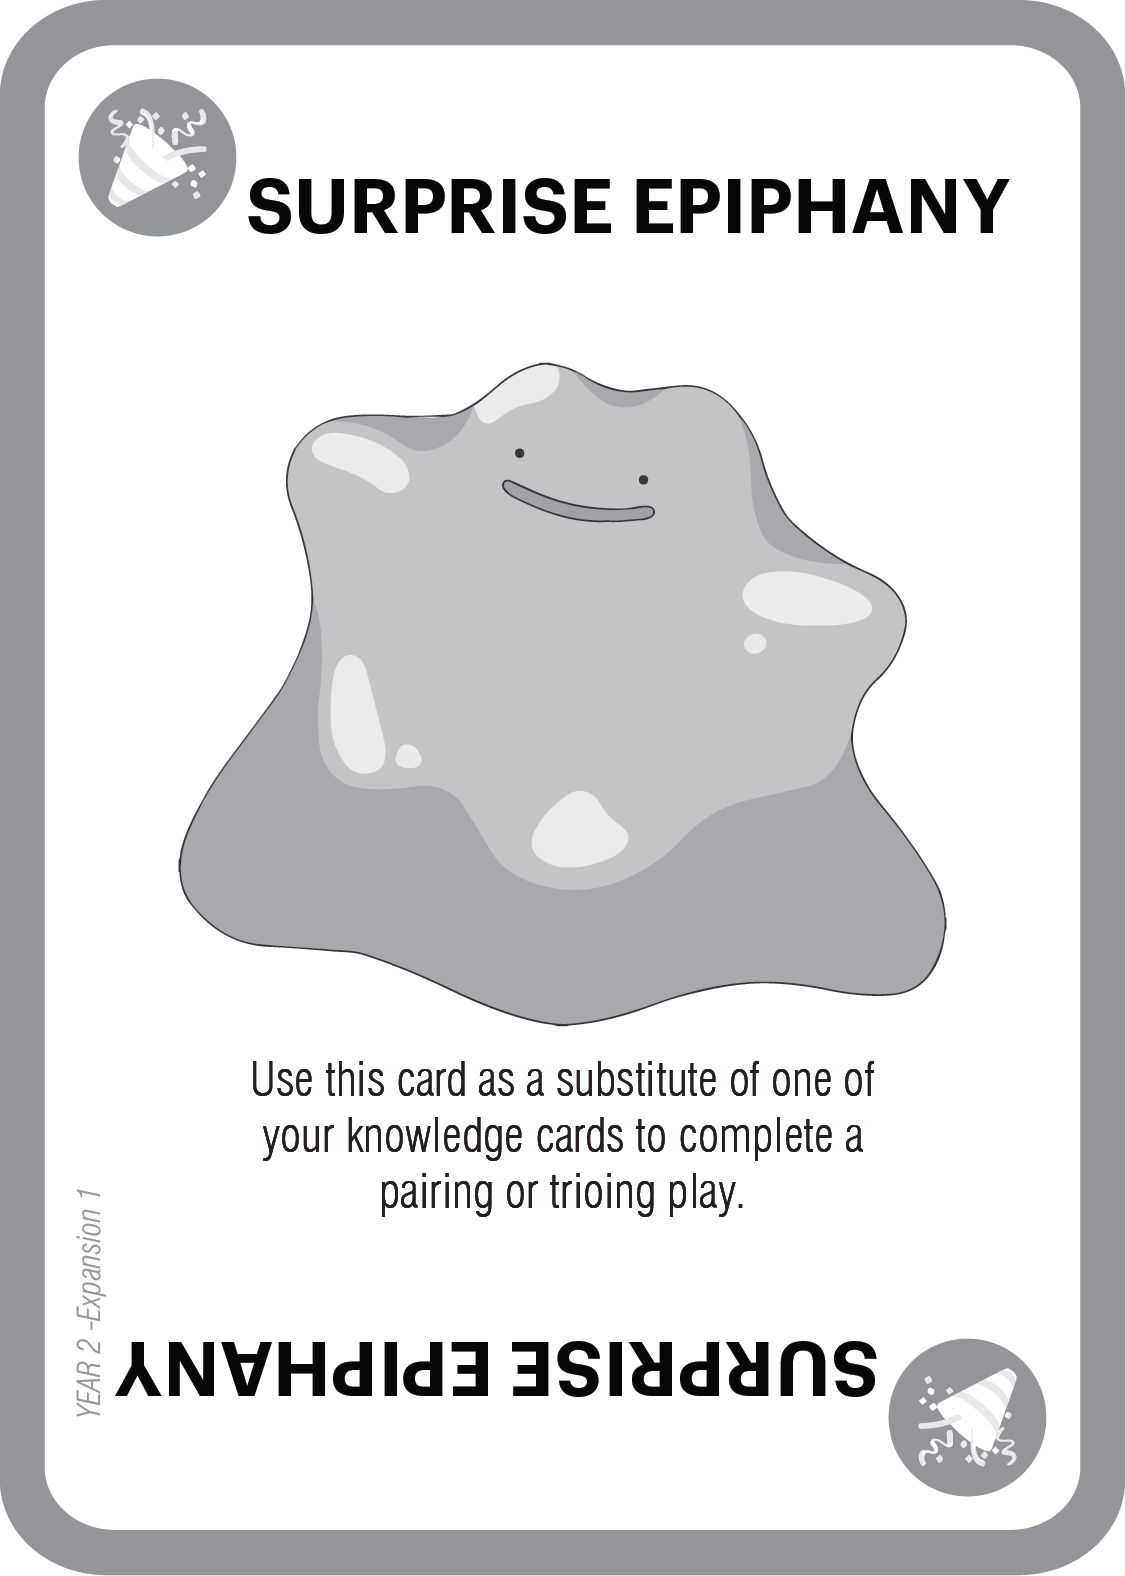 SURPRISE EPIPHANY
Use this card as a substitute of one of
your knowledge cards to complete a
pairing or trioing play.
YEAR 2 -Expansion 1
SURPRISE EPIPHANY